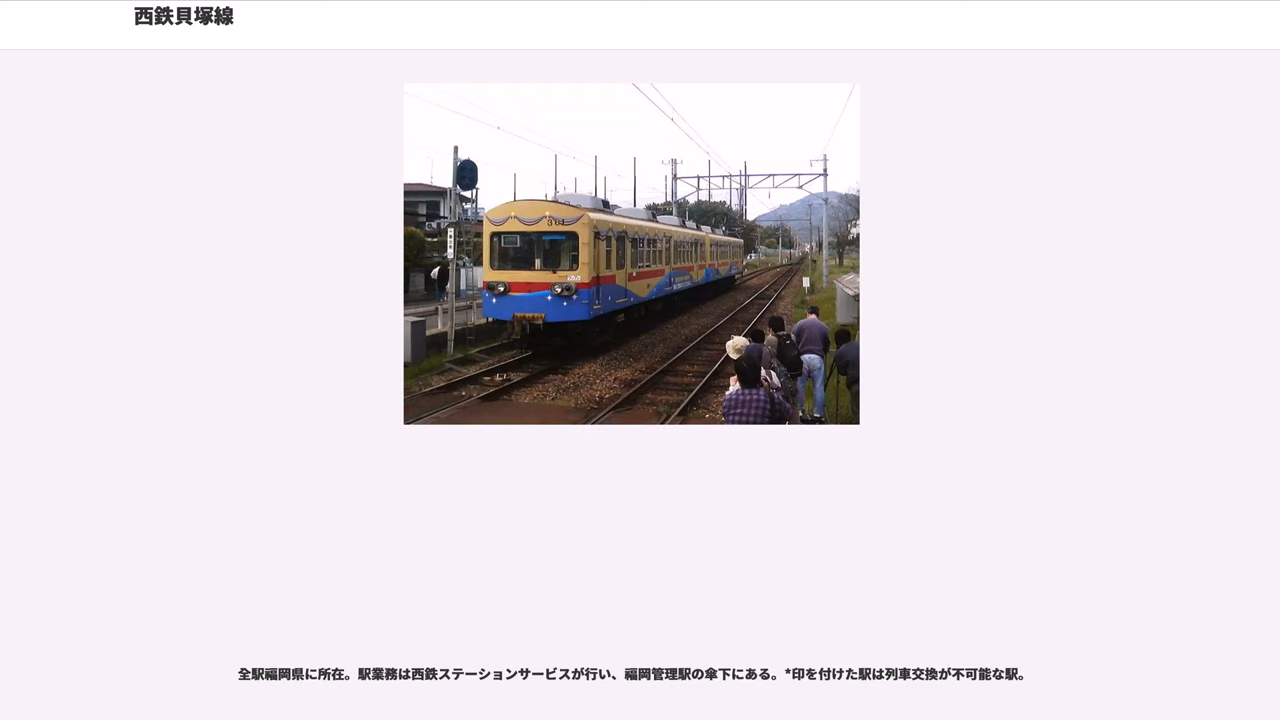 西鉄貝塚線
361
全駅福岡県に所在。駅業務は西鉄ステーションサービスが行い、福岡管理駅の傘下にある。*印を付けた駅は列車交換が不可能な駅。